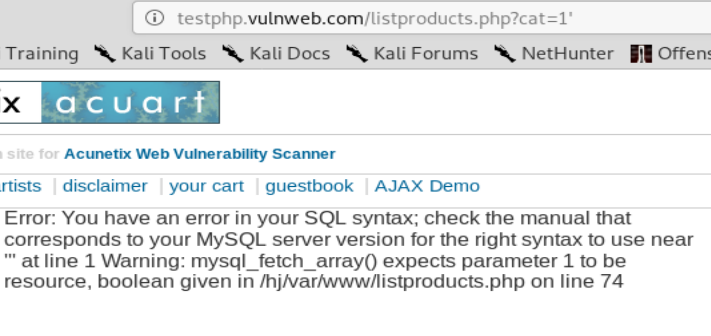 testphp.vulnweb.com/listproducts.php?cat=1'
Training Kali Tools Kali Docs Kali Forums NetHunter Offens
ix acuart
site for Acunetix Web Vulnerability Scanner
rtists | disclaimer | your cart | guestbook | AJAX Demo
Error: You have an error in your SQL syntax; check the manual that
corresponds to your MySQL server version for the right syntax to use near
''' at line 1 Warning: mysql_fetch_array() expects parameter 1 to be
resource, boolean given in /hj/var/www/listproducts.php on line 74